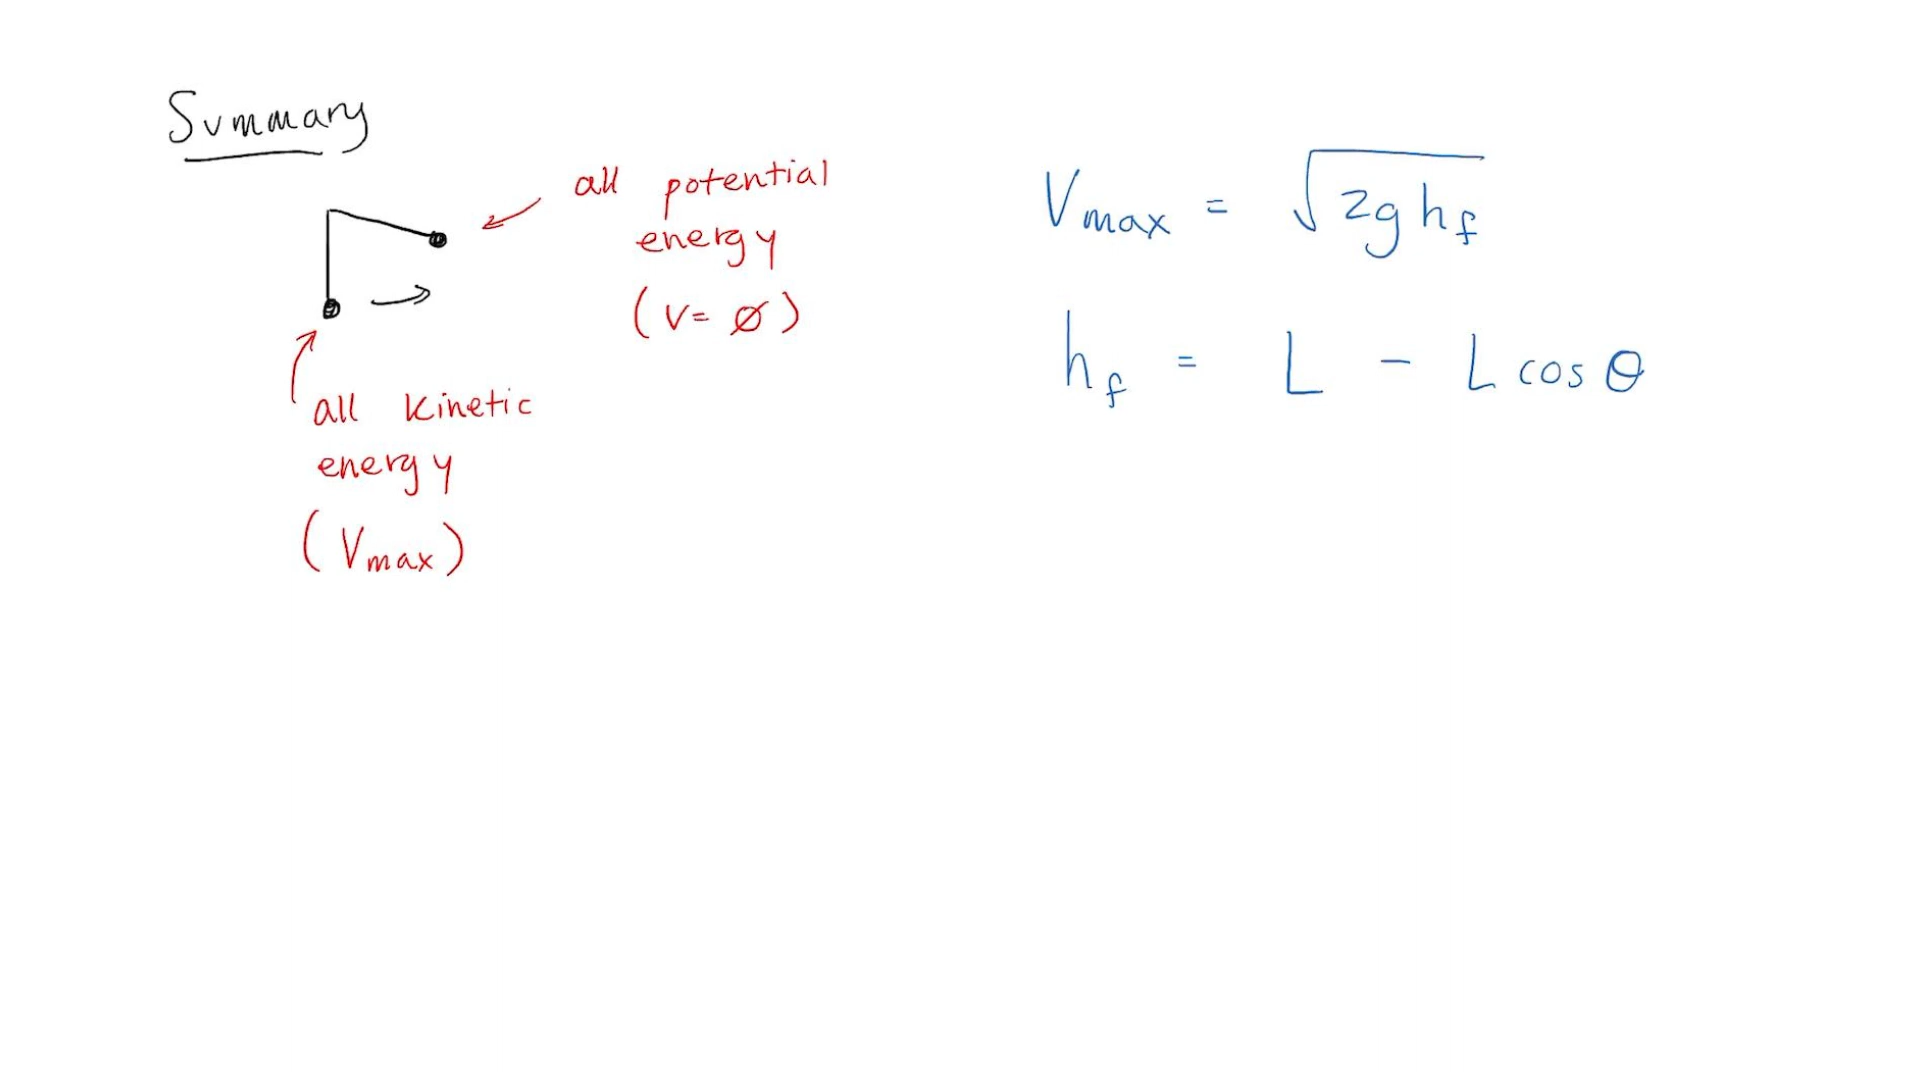 Summary
all potential
energy
(v= ∅)
all kinetic
energy
(Vmax)
Vmax = √2ghf
hf = L - L cos θ